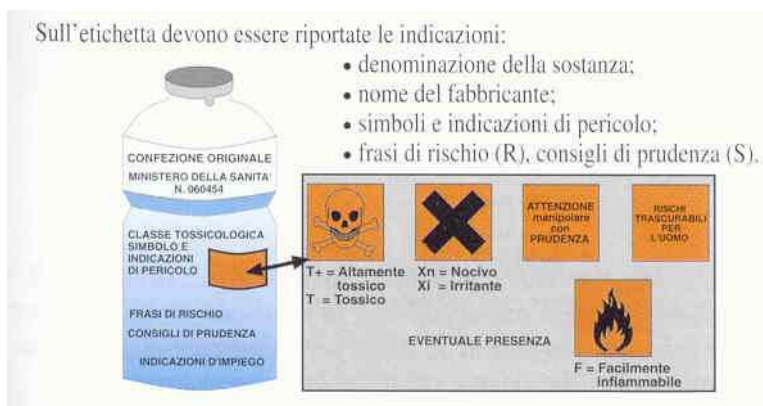 Sull'etichetta devono essere riportate le indicazioni:
• denominazione della sostanza;
• nome del fabbricante;
• simboli e indicazioni di pericolo;
• frasi di rischio (R), consigli di prudenza (S).
CONFEZIONE ORIGINALE
MINISTERO DELLA SANITA'
N. 060454
CLASSE TOSSICOLOGICA
SIMBOLO E
INDICAZIONI
DI PERICOLO
FRASI DI RISCHIO
CONSIGLI DI PRUDENZA
INDICAZIONI D'IMPIEGO
T+ = Altamente
tossico
T = Tossico
Xn = Nocivo
Xi = Irritante
ATTENZIONE
manipolare
con
PRUDENZA
RISCHI
TRASCURABILI
PER
L'UOMO
EVENTUALE PRESENZA
F = Facilmente
infiammabile